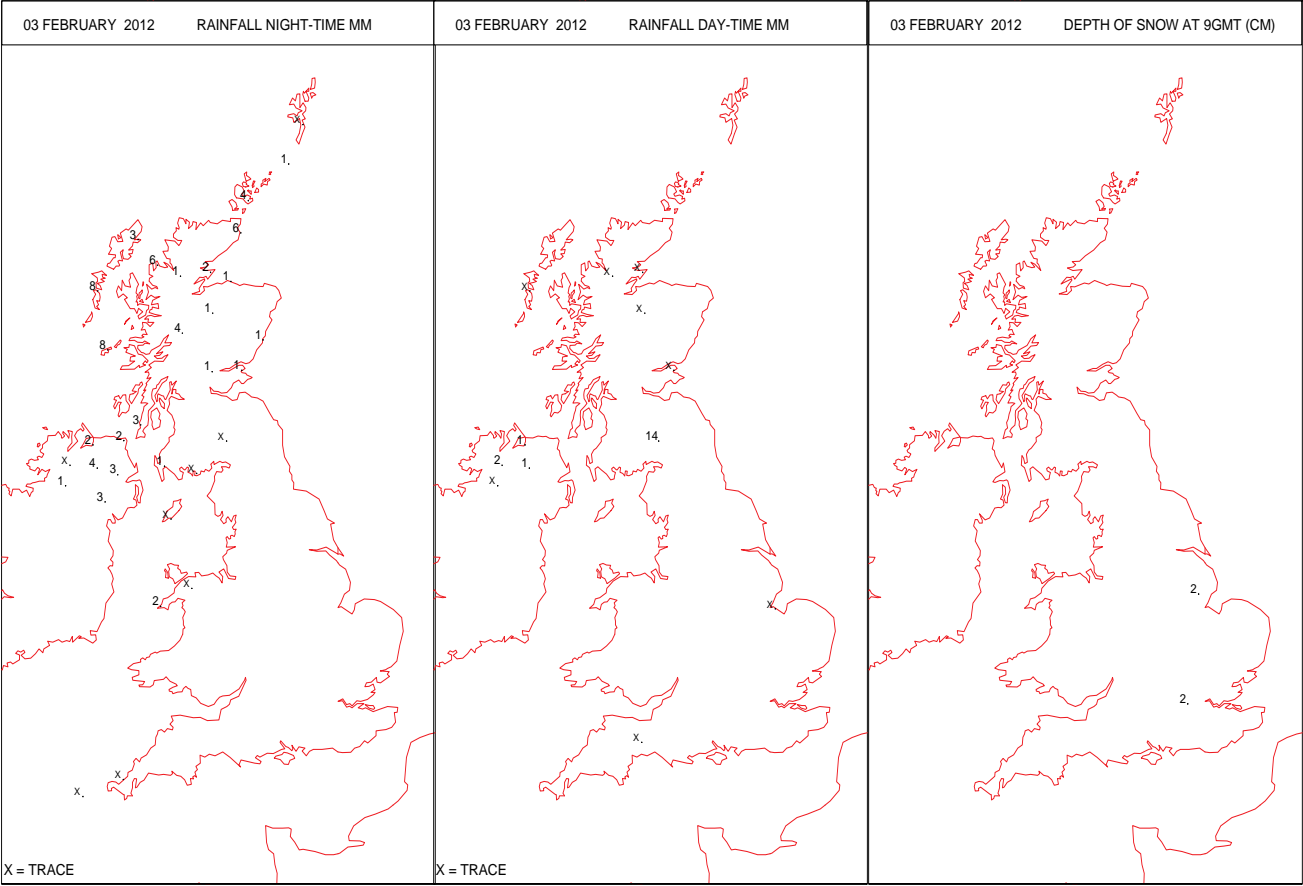 03 FEBRUARY 2012 RAINFALL NIGHT-TIME MM
x
1.
4.
6.
3.
6.
1.
2.
1.
8.
1.
4.
1.
8.
1.
1.
3.
2.
2.
x.
x.
4.
3.
1.
x.
1.
3.
x.
x.
2.
x.
x.
X = TRACE
03 FEBRUARY 2012 RAINFALL DAY-TIME MM
x.
x.
x.
x.
x.
14.
1.
2.
1.
x.
x.
x.
X = TRACE
03 FEBRUARY 2012 DEPTH OF SNOW AT 9GMT (CM)
2.
2.